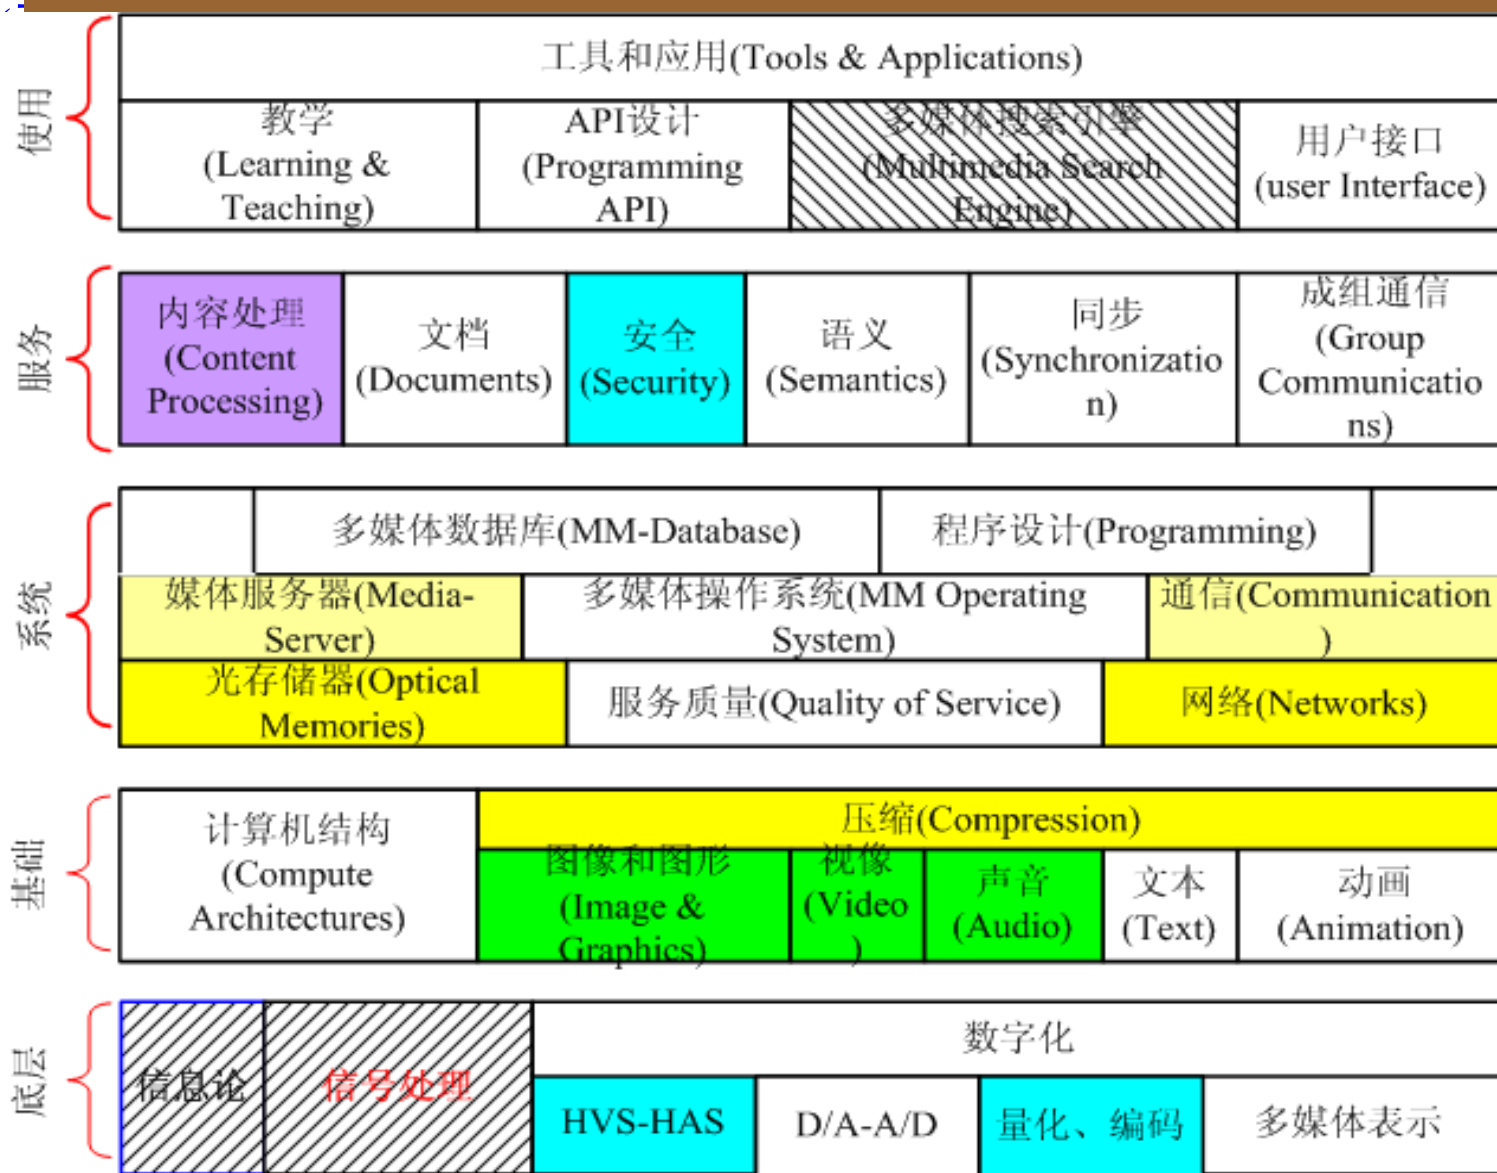 使用
工具和应用(Tools & Applications)
教学
(Learning &
Teaching)
API设计
(Programming
API)
多媒体搜索引擎
(Multimedia Search
Engine)
用户接口
(user Interface)
服务
内容处理
(Content
Processing)
文档
(Documents)
安全
(Security)
语义
(Semantics)
同步
(Synchronizatio
n)
成组通信
(Group
Communicatio
ns)
系统
多媒体数据库(MM-Database)
程序设计(Programming)
媒体服务器(Media-
Server)
多媒体操作系统(MM Operating
System)
通信(Communication
)
光存储器(Optical
Memories)
服务质量(Quality of Service)
网络(Networks)
基础
计算机结构
(Compute
Architectures)
压缩(Compression)
图像和图形
(Image &
Graphics)
视像
(Video
)
声音
(Audio)
文本
(Text)
动画
(Animation)
底层
信息论
信号处理
数字化
HVS-HAS
D/A-A/D
量化、编码
多媒体表示